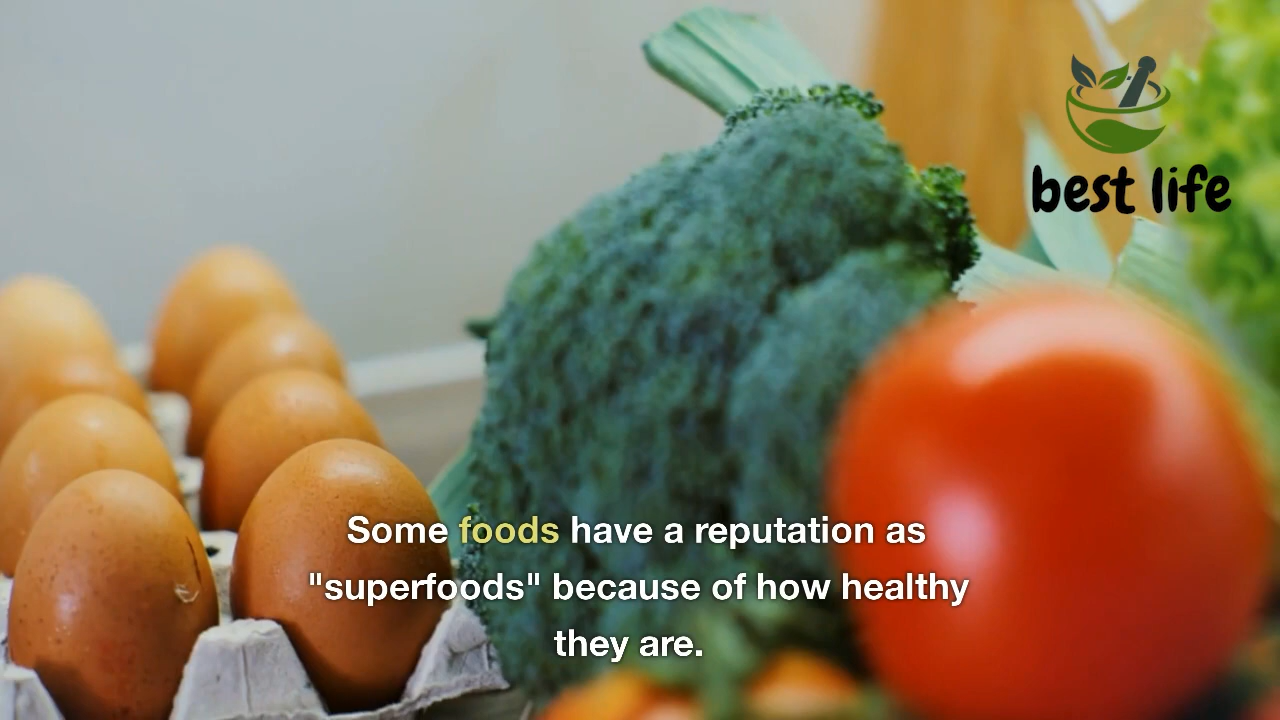 best life
Some foods have a reputation as
"superfoods" because of how healthy
they are.